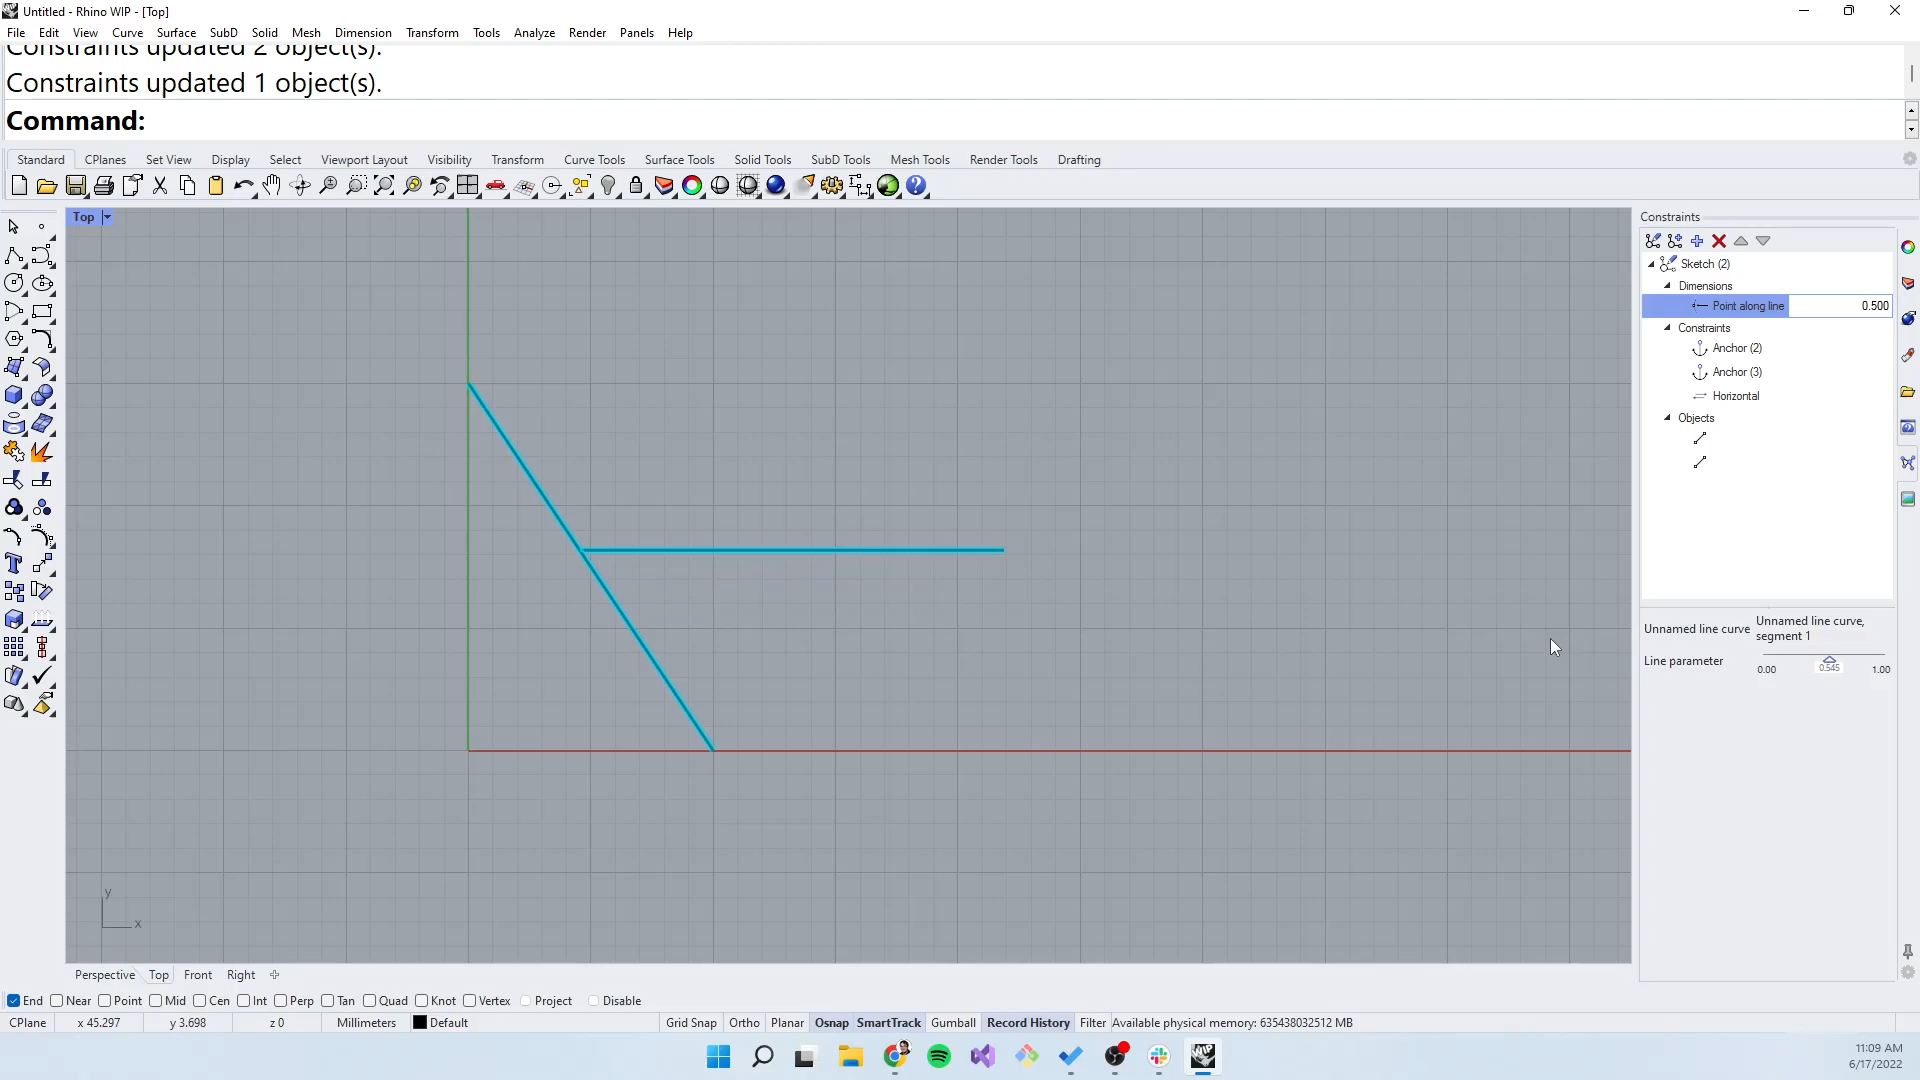 Untitled - Rhino WIP - [Top]
File Edit View Curve Surface SubD Solid Mesh Dimension Transform Tools Analyze Render Panels Help
Constraints updated 2 object(s).
Constraints updated 1 object(s).
Command:
Standard CPlanes Set View Display Select Viewport Layout Visibility Transform Curve Tools Surface Tools Solid Tools SubD Tools Mesh Tools Render Tools Drafting
Top
Constraints
Sketch (2)
Dimensions
Point along line 0.500
Constraints
Anchor (2)
Anchor (3)
Horizontal
Objects
Unnamed line curve Unnamed line curve, segment 1
Line parameter 0.00 0.545 1.00
y
x
Perspective Top Front Right
End Near Point Mid Cen Int Perp Tan Quad Knot Vertex Project Disable
CPlane x 45.297 y 3.698 z 0 Millimeters Default Grid Snap Ortho Planar Osnap SmartTrack Gumball Record History Filter Available physical memory: 635438032512 MB
WIP
11:09 AM
6/17/2022